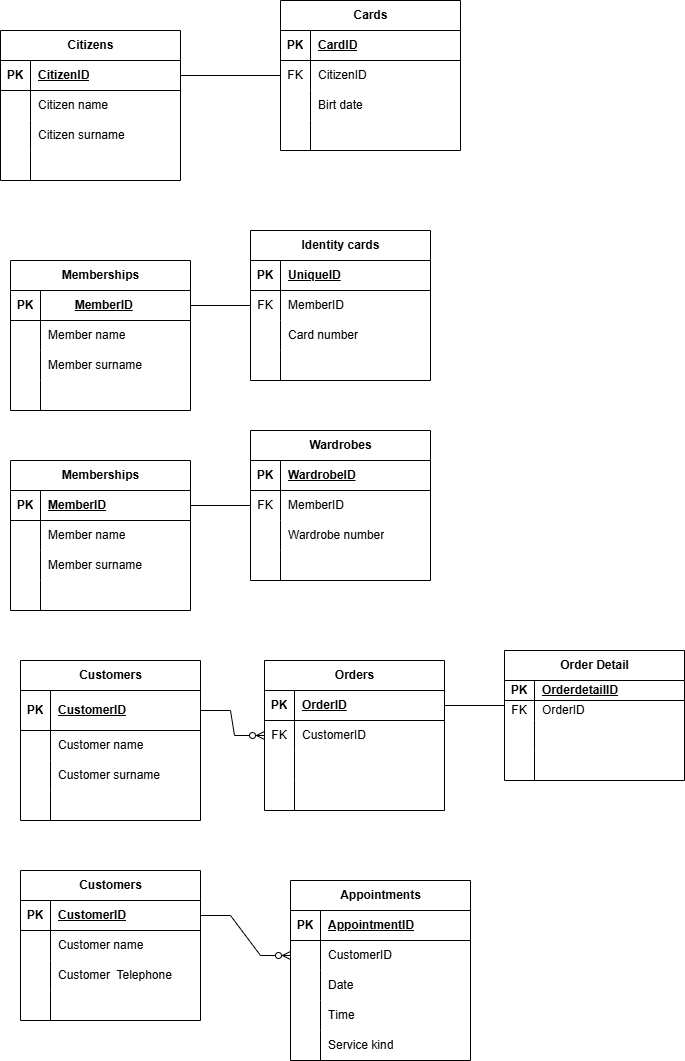 Citizens
PK CitizenID
Citizen name
Citizen surname
Cards
PK CardID
FK CitizenID
Birt date
Memberships
PK MemberID
Member name
Member surname
Identity cards
PK UniqueID
FK MemberID
Card number
Memberships
PK MemberID
Member name
Member surname
Wardrobes
PK WardrobeID
FK MemberID
Wardrobe number
Customers
PK CustomerID
Customer name
Customer surname
Orders
PK OrderID
FK CustomerID
Order Detail
PK OrderdetailID
FK OrderID
Customers
PK CustomerID
Customer name
Customer Telephone
Appointments
PK AppointmentID
CustomerID
Date
Time
Service kind